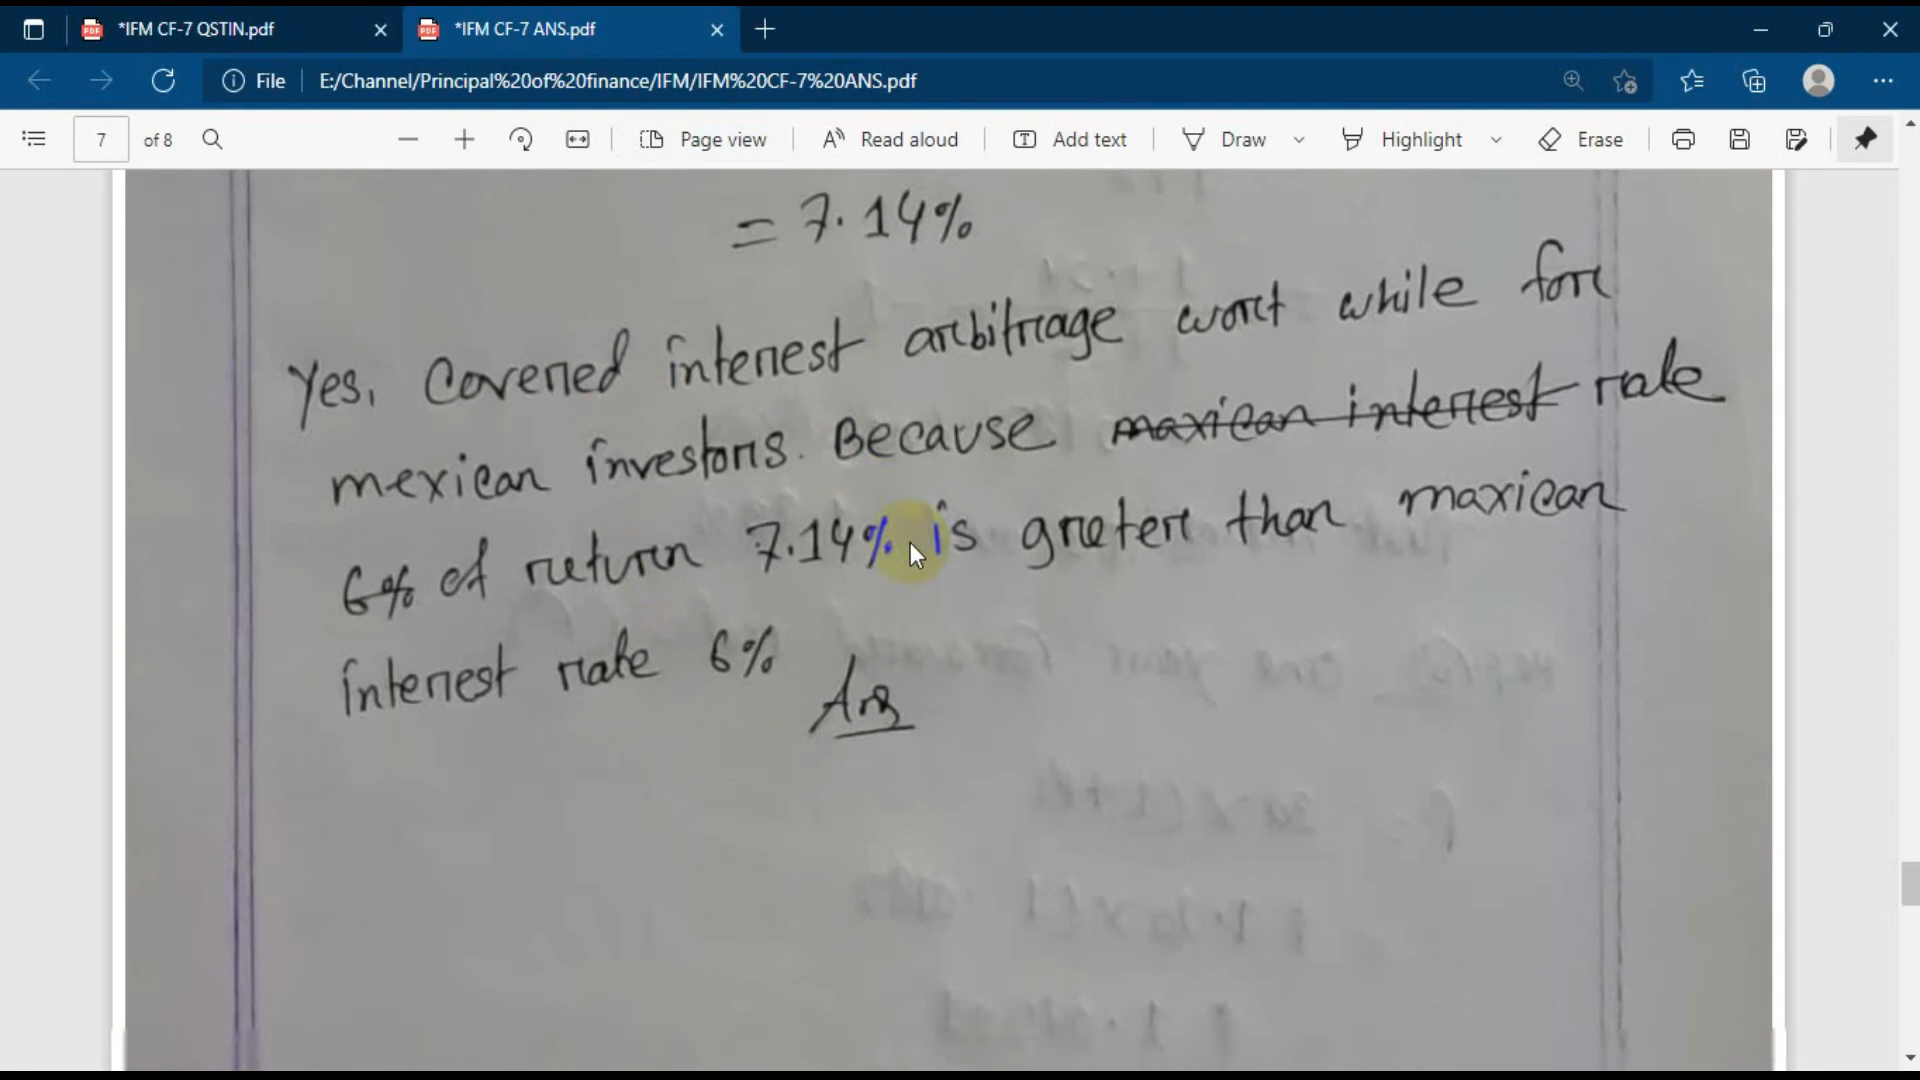 *IFM CF-7 QSTIN.pdf
*IFM CF-7 ANS.pdf
File E:/Channel/Principal%20of%20finance/IFM/IFM%20CF-7%20ANS.pdf
7 of 8 Page view Read aloud Add text Draw Highlight Erase
= 7.14%
Yes, Covered interest arbitrage wort while for
mexican investors. Because maxican interest rate
6% of return 7.14% is greter than maxican
interest rate 6%
Ans